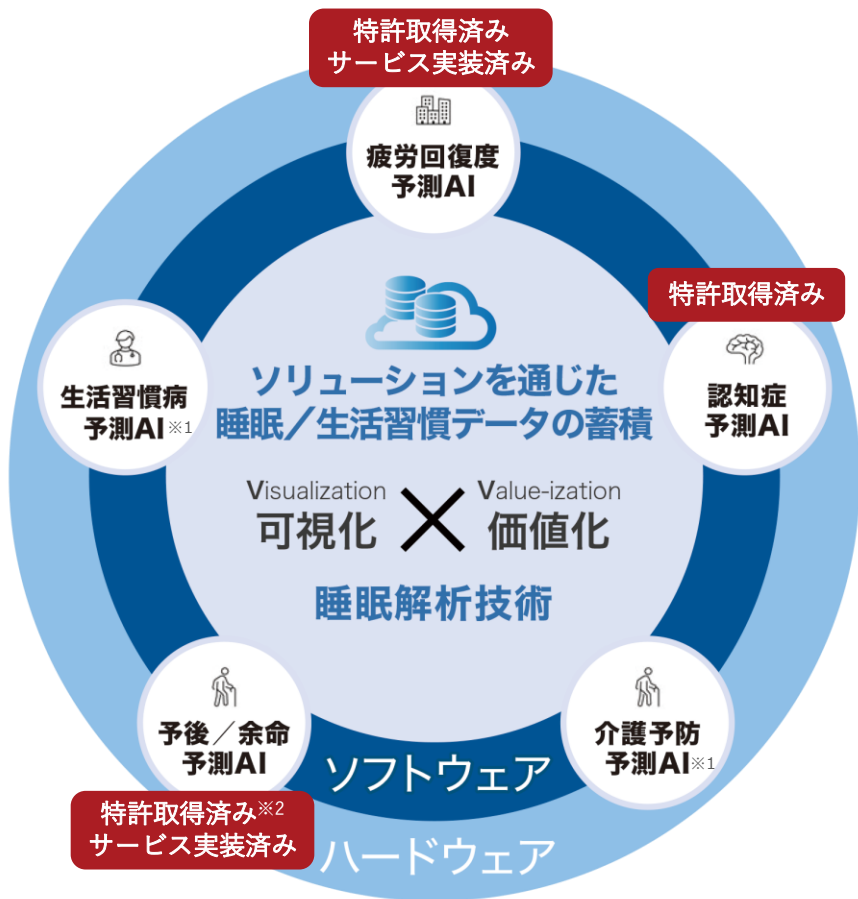 特許取得済み
サービス実装済み
疲労回復度
予測AI
特許取得済み
認知症
予測AI
生活習慣病
予測AI※1
ソリューションを通じた
睡眠／生活習慣データの蓄積
Visualization
可視化
×
Value-ization
価値化
睡眠解析技術
予後／余命
予測AI
特許取得済み※2
サービス実装済み
介護予防
予測AI※1
ソフトウェア
ハードウェア